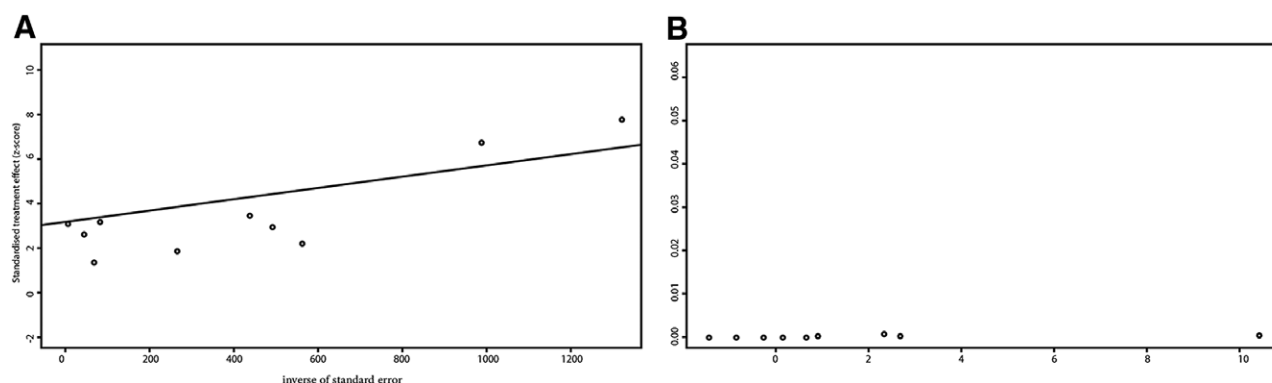 A
B
10
8
6
4
2
0
-2
Standardised treatment effect (z-score)
0 200 400 600 800 1000 1200
inverse of standard error
0.06
0.05
0.04
0.03
0.02
0.01
0.00
0 2 4 6 8 10